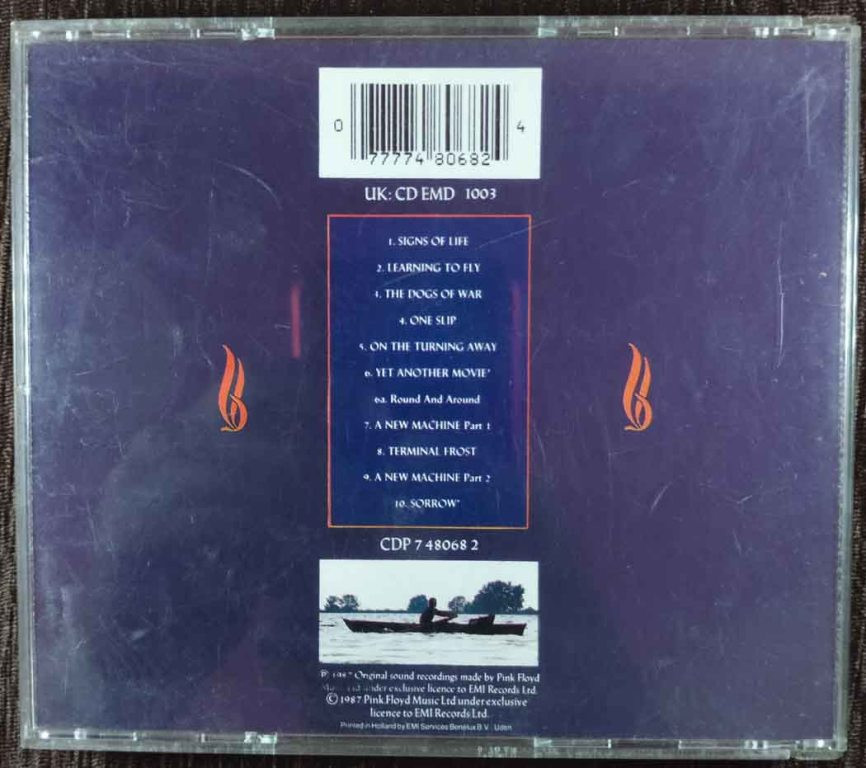 0 77774 80682 4
UK: CD EMD 1003
1. SIGNS OF LIFE
2. LEARNING TO FLY
3. THE DOGS OF WAR
4. ONE SLIP
5. ON THE TURNING AWAY
6. YET ANOTHER MOVIE*
6a. Round And Around
7. A NEW MACHINE Part 1
8. TERMINAL FROST
9. A NEW MACHINE Part 2
10. SORROW*
CDP 7 48068 2
℗ 1987 Original sound recordings made by Pink Floyd
Ltd under exclusive licence to EMI Records Ltd.
© 1987 Pink Floyd Music Ltd under exclusive
licence to EMI Records Ltd.
Printed in Holland by EMI Services Benelux B.V. Uden